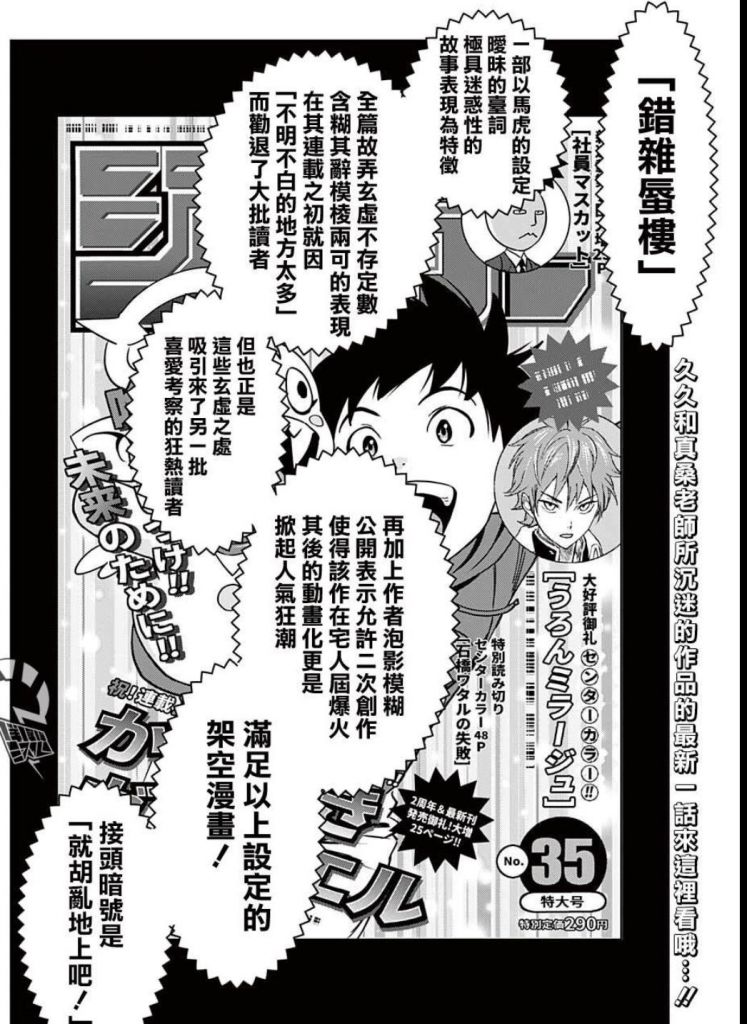 「錯雜蜃樓」
久久和真桑老師所沉迷的作品的最新一話來這裡看哦…!!
一部以馬虎的設定
曖昧的臺詞
極具迷惑性的
故事表現為特徵
[社員マスカット]
全篇故弄玄虛不存定數
含糊其辭模棱兩可的表現
在其連載之初就因
「不明不白的地方太多」
而勸退了大批讀者
但也正是
這些玄虛之處
吸引來了另一批
喜愛考察的狂熱讀者
未来のために!!
再加上作者泡影模糊
公開表示允許二次創作
使得該作在宅人屆爆火
其後的動畫化更是
掀起人氣狂潮
大好評御礼センターカラー!!
[うろんミラージュ]
特別読み切り
センターカラー48P
[石橋ワタルの失敗]
祝!連載
滿足以上設定的
架空漫畫！
2周年&最新刊
発売御礼!大増
25ページ!!
No.35
特大号
特別定価290円
接頭暗號是
「就胡亂地上吧！」